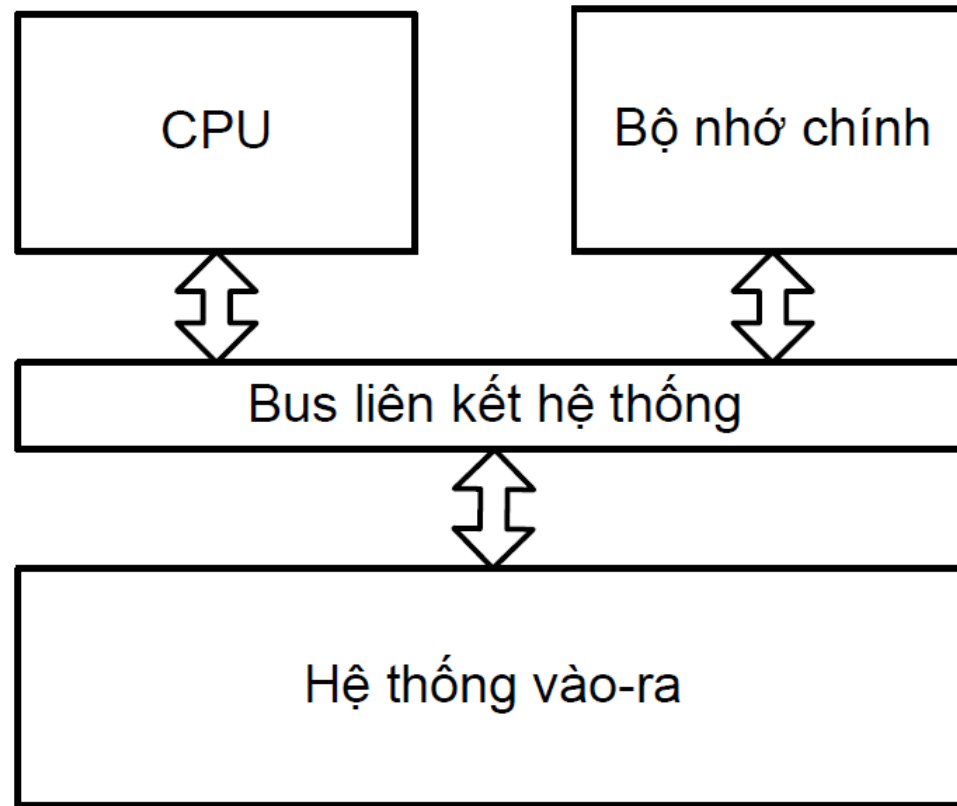 CPU
Bộ nhớ chính
Bus liên kết hệ thống
Hệ thống vào-ra